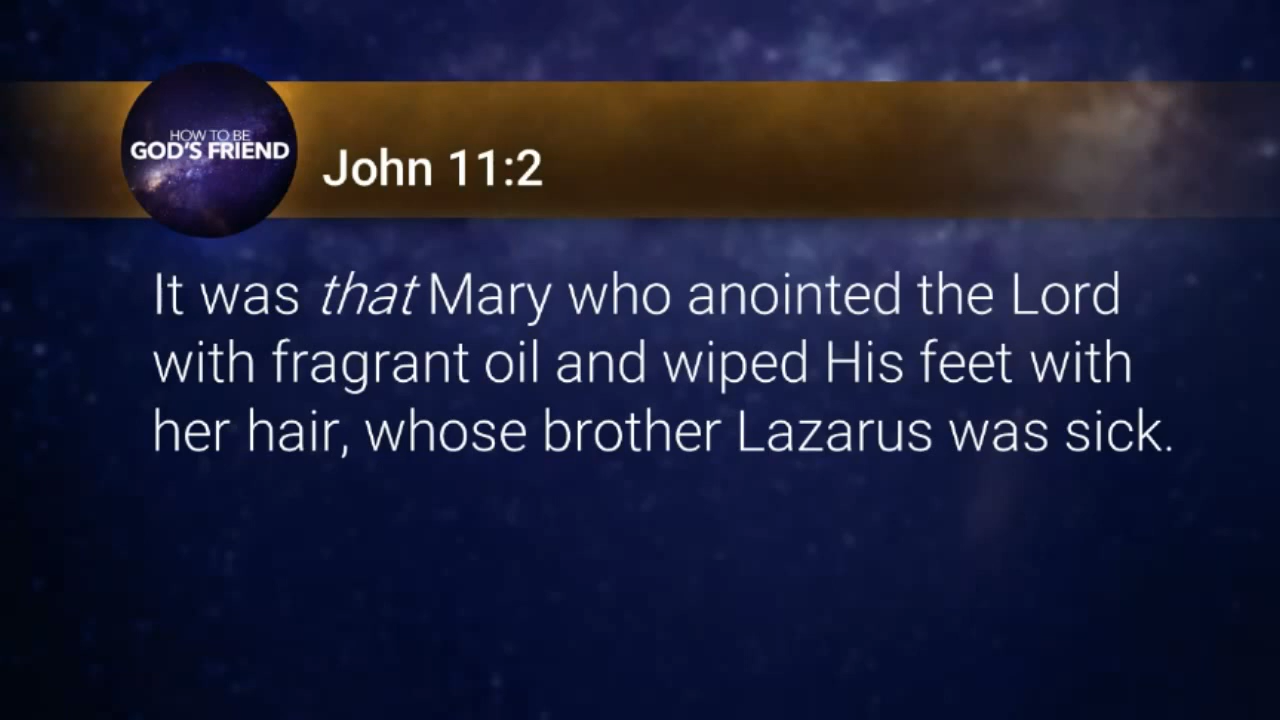 HOW TO BE
GOD'S FRIEND
John 11:2
It was that Mary who anointed the Lord
with fragrant oil and wiped His feet with
her hair, whose brother Lazarus was sick.